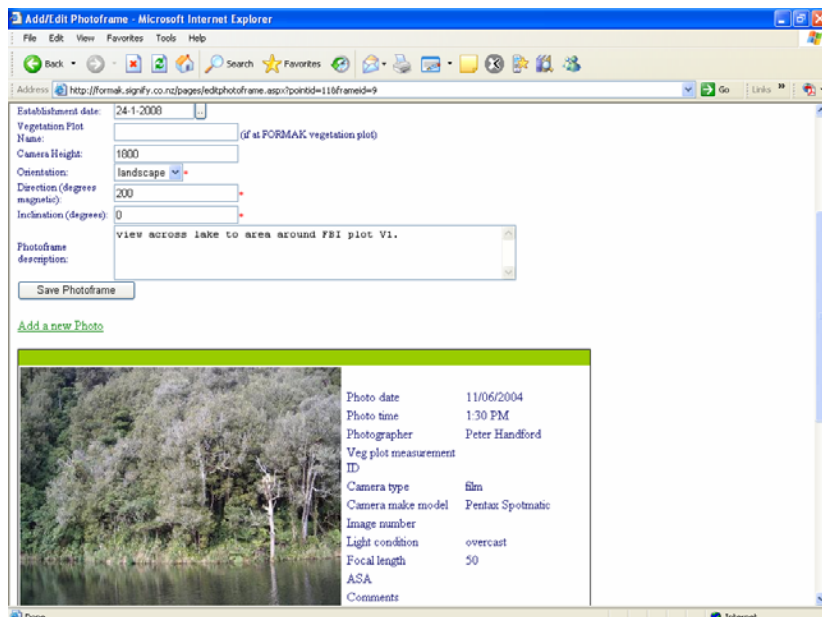 Add/Edit Photoframe - Microsoft Internet Explorer
File Edit View Favorites Tools Help
Back Search Favorites
Address http://formak.signify.co.nz/pages/editphotoframe.aspx?pointid=11&frameid=9 Go Links »
Establishment date: 24-1-2008 ...
Vegetation Plot
Name: (if at FORMAK vegetation plot)
Camera Height: 1800
Orientation: landscape *
Direction (degrees
magnetic): 200 *
Inclination (degrees): 0 *
Photoframe
description: view across lake to area around FBI plot V1.
Save Photoframe
Add a new Photo
Photo date 11/06/2004
Photo time 1:30 PM
Photographer Peter Handford
Veg plot measurement
ID
Camera type film
Camera make model Pentax Spotmatic
Image number
Light condition overcast
Focal length 50
ASA
Comments
Done Internet